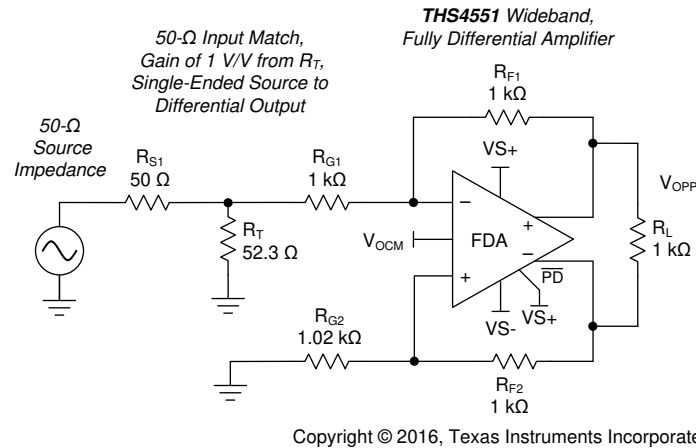 THS4551 Wideband,
Fully Differential Amplifier
50-Ω Input Match,
Gain of 1 V/V from RT,
Single-Ended Source to
Differential Output
50-Ω
Source
Impedance
RS1
50 Ω
RT
52.3 Ω
RG1
1 kΩ
RF1
1 kΩ
VS+
−
+
FDA
+
−
VOCM
PD
VS-
VS+
VOPP
RL
1 kΩ
RG2
1.02 kΩ
RF2
1 kΩ
Copyright © 2016, Texas Instruments Incorporate